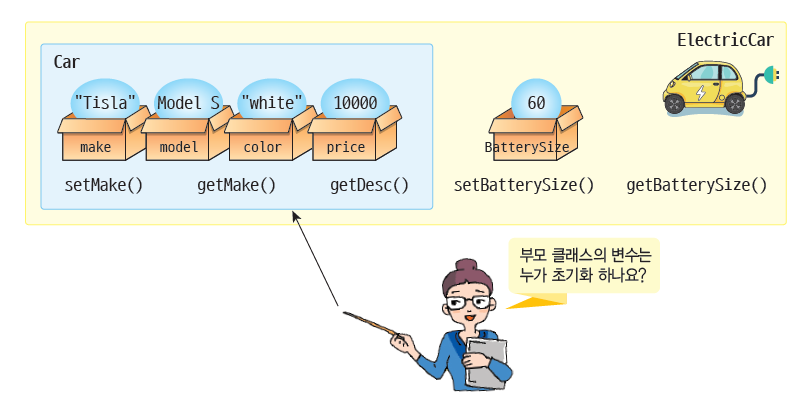 ElectricCar
Car
"Tisla" Model S "white" 10000 60
make model color price BatterySize
setMake() getMake() getDesc() setBatterySize() getBatterySize()
부모 클래스의 변수는
누가 초기화 하나요?